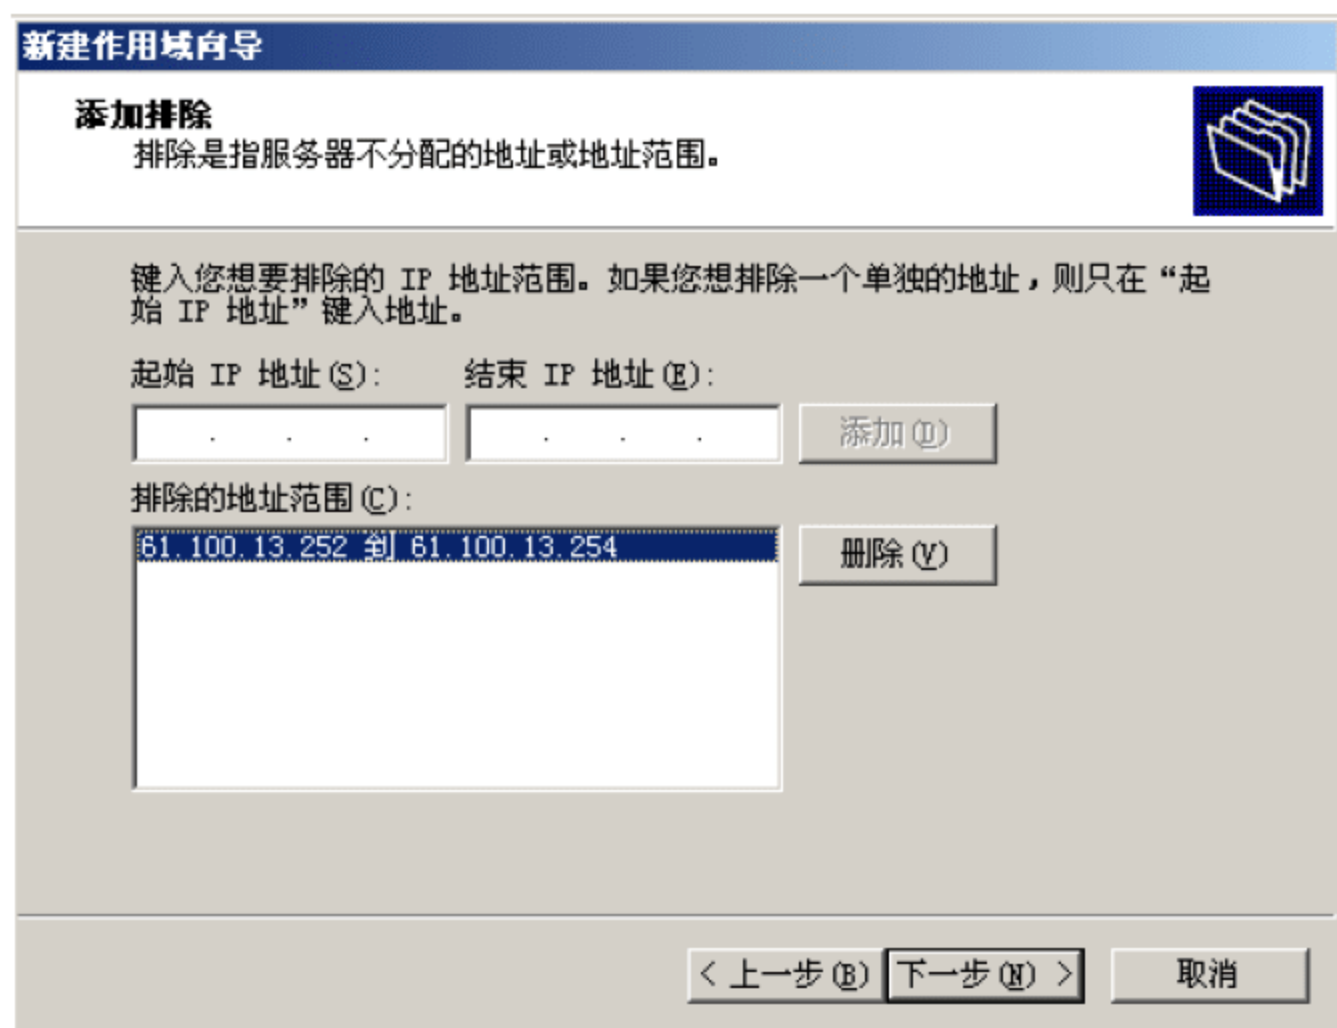 新建作用域向导
添加排除
排除是指服务器不分配的地址或地址范围。
键入您想要排除的 IP 地址范围。如果您想排除一个单独的地址，则只在“起
始 IP 地址”键入地址。
起始 IP 地址(S): 结束 IP 地址(E):
. . . . . . 添加(D)
排除的地址范围(C):
61.100.13.252 到 61.100.13.254 删除(V)
< 上一步(B) 下一步(N) > 取消